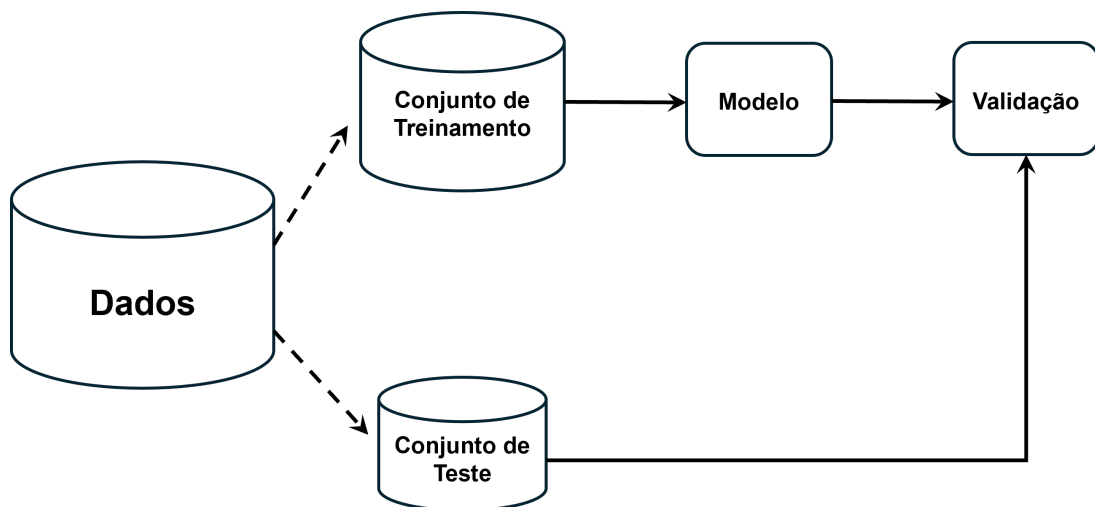 Conjunto de
Treinamento
Modelo
Validação
Dados
Conjunto de
Teste